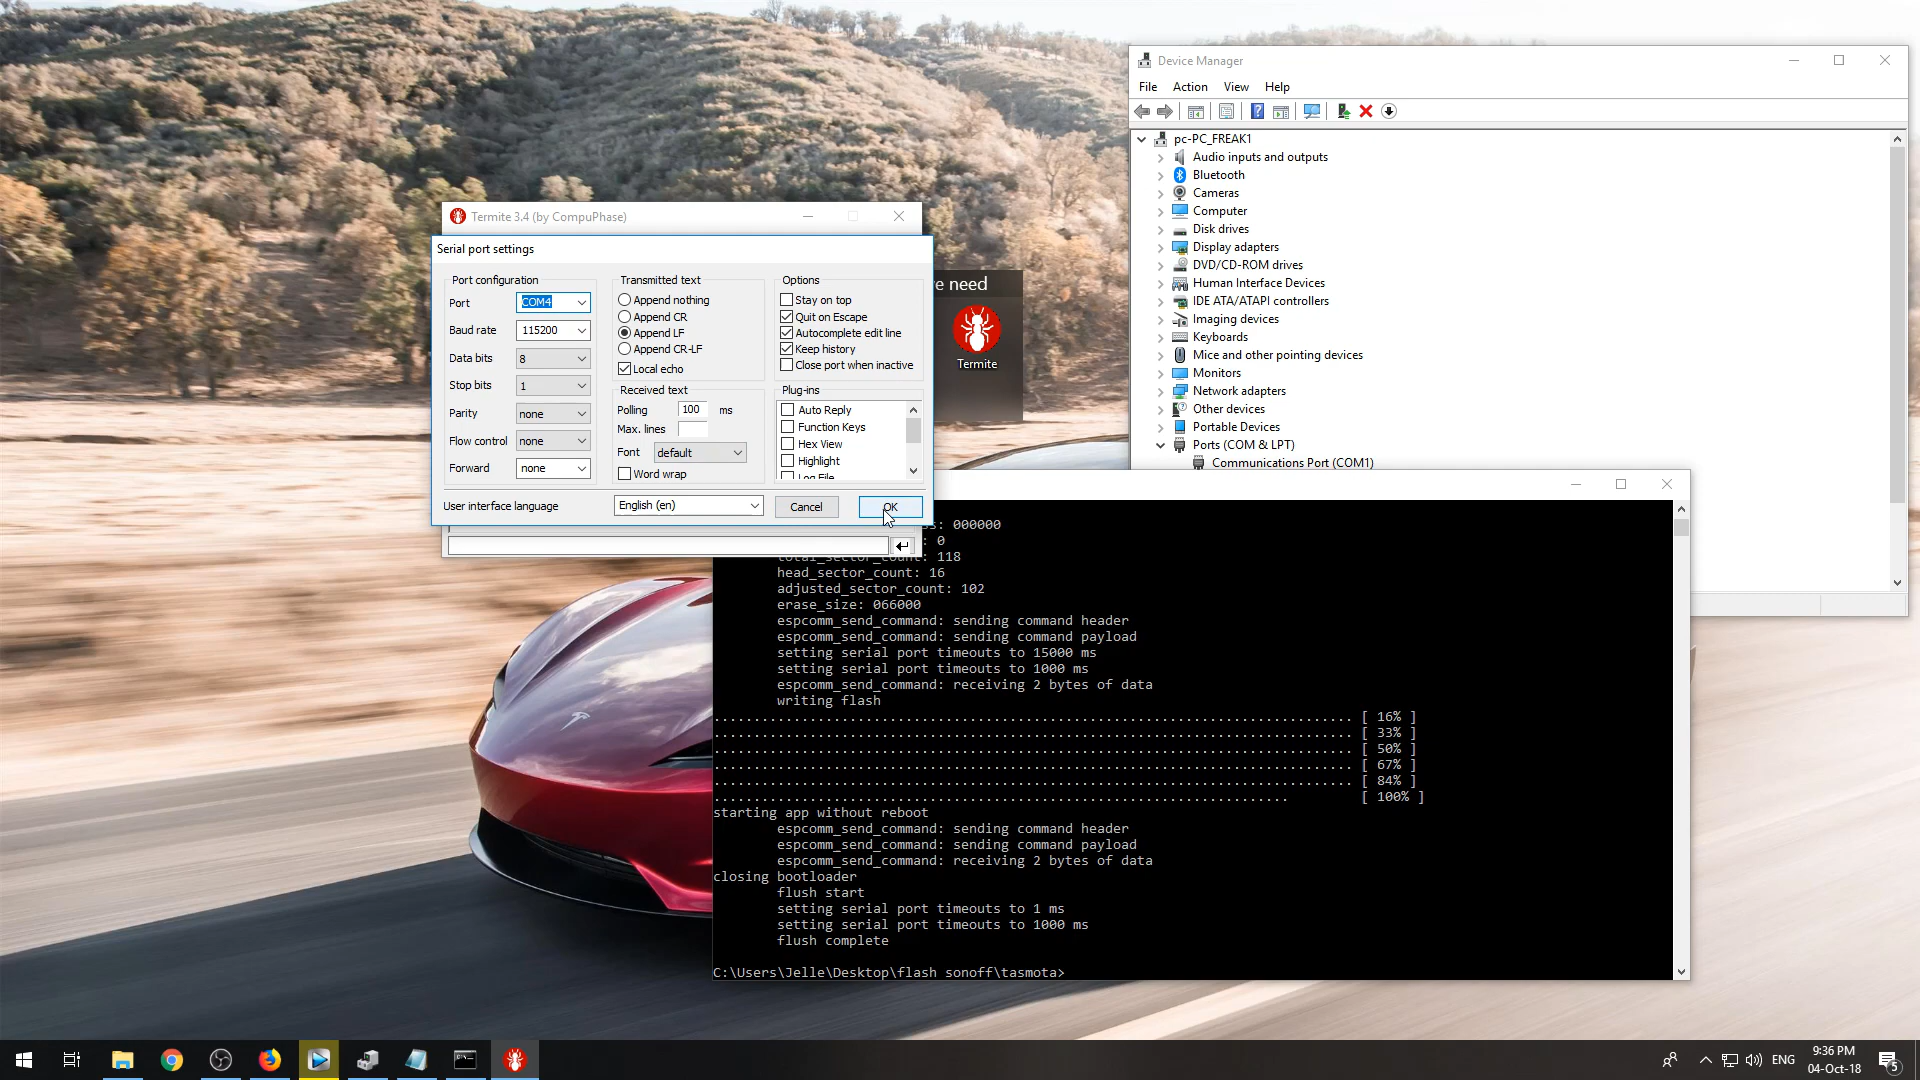 Device Manager
File Action View Help
pc-PC_FREAK1
Audio inputs and outputs
Bluetooth
Cameras
Computer
Disk drives
Display adapters
DVD/CD-ROM drives
Human Interface Devices
IDE ATA/ATAPI controllers
Imaging devices
Keyboards
Mice and other pointing devices
Monitors
Network adapters
Other devices
Portable Devices
Ports (COM & LPT)
Communications Port (COM1)
Termite 3.4 (by CompuPhase)
Serial port settings
Port configuration
Port COM4
Baud rate 115200
Data bits 8
Stop bits 1
Parity none
Flow control none
Forward none
Transmitted text
Append nothing
Append CR
Append LF
Append CR-LF
Local echo
Received text
Polling 100 ms
Max. lines
Font default
Word wrap
Options
Stay on top
Quit on Escape
Autocomplete edit line
Keep history
Close port when inactive
Plug-ins
Auto Reply
Function Keys
Hex View
Highlight
Log File
User interface language English (en) Cancel OK
need
Termite
: 000000
: 0
total_sector_count: 118
head_sector_count: 16
adjusted_sector_count: 102
erase_size: 066000
espcomm_send_command: sending command header
espcomm_send_command: sending command payload
setting serial port timeouts to 15000 ms
setting serial port timeouts to 1000 ms
espcomm_send_command: receiving 2 bytes of data
writing flash
................................................................................ [ 16% ]
................................................................................ [ 33% ]
................................................................................ [ 50% ]
................................................................................ [ 67% ]
................................................................................ [ 84% ]
........................................................................ [ 100% ]
starting app without reboot
espcomm_send_command: sending command header
espcomm_send_command: sending command payload
espcomm_send_command: receiving 2 bytes of data
closing bootloader
flush start
setting serial port timeouts to 1 ms
setting serial port timeouts to 1000 ms
flush complete
C:\Users\Jelle\Desktop\flash sonoff\tasmota>
ENG
9:36 PM
04-Oct-18
5